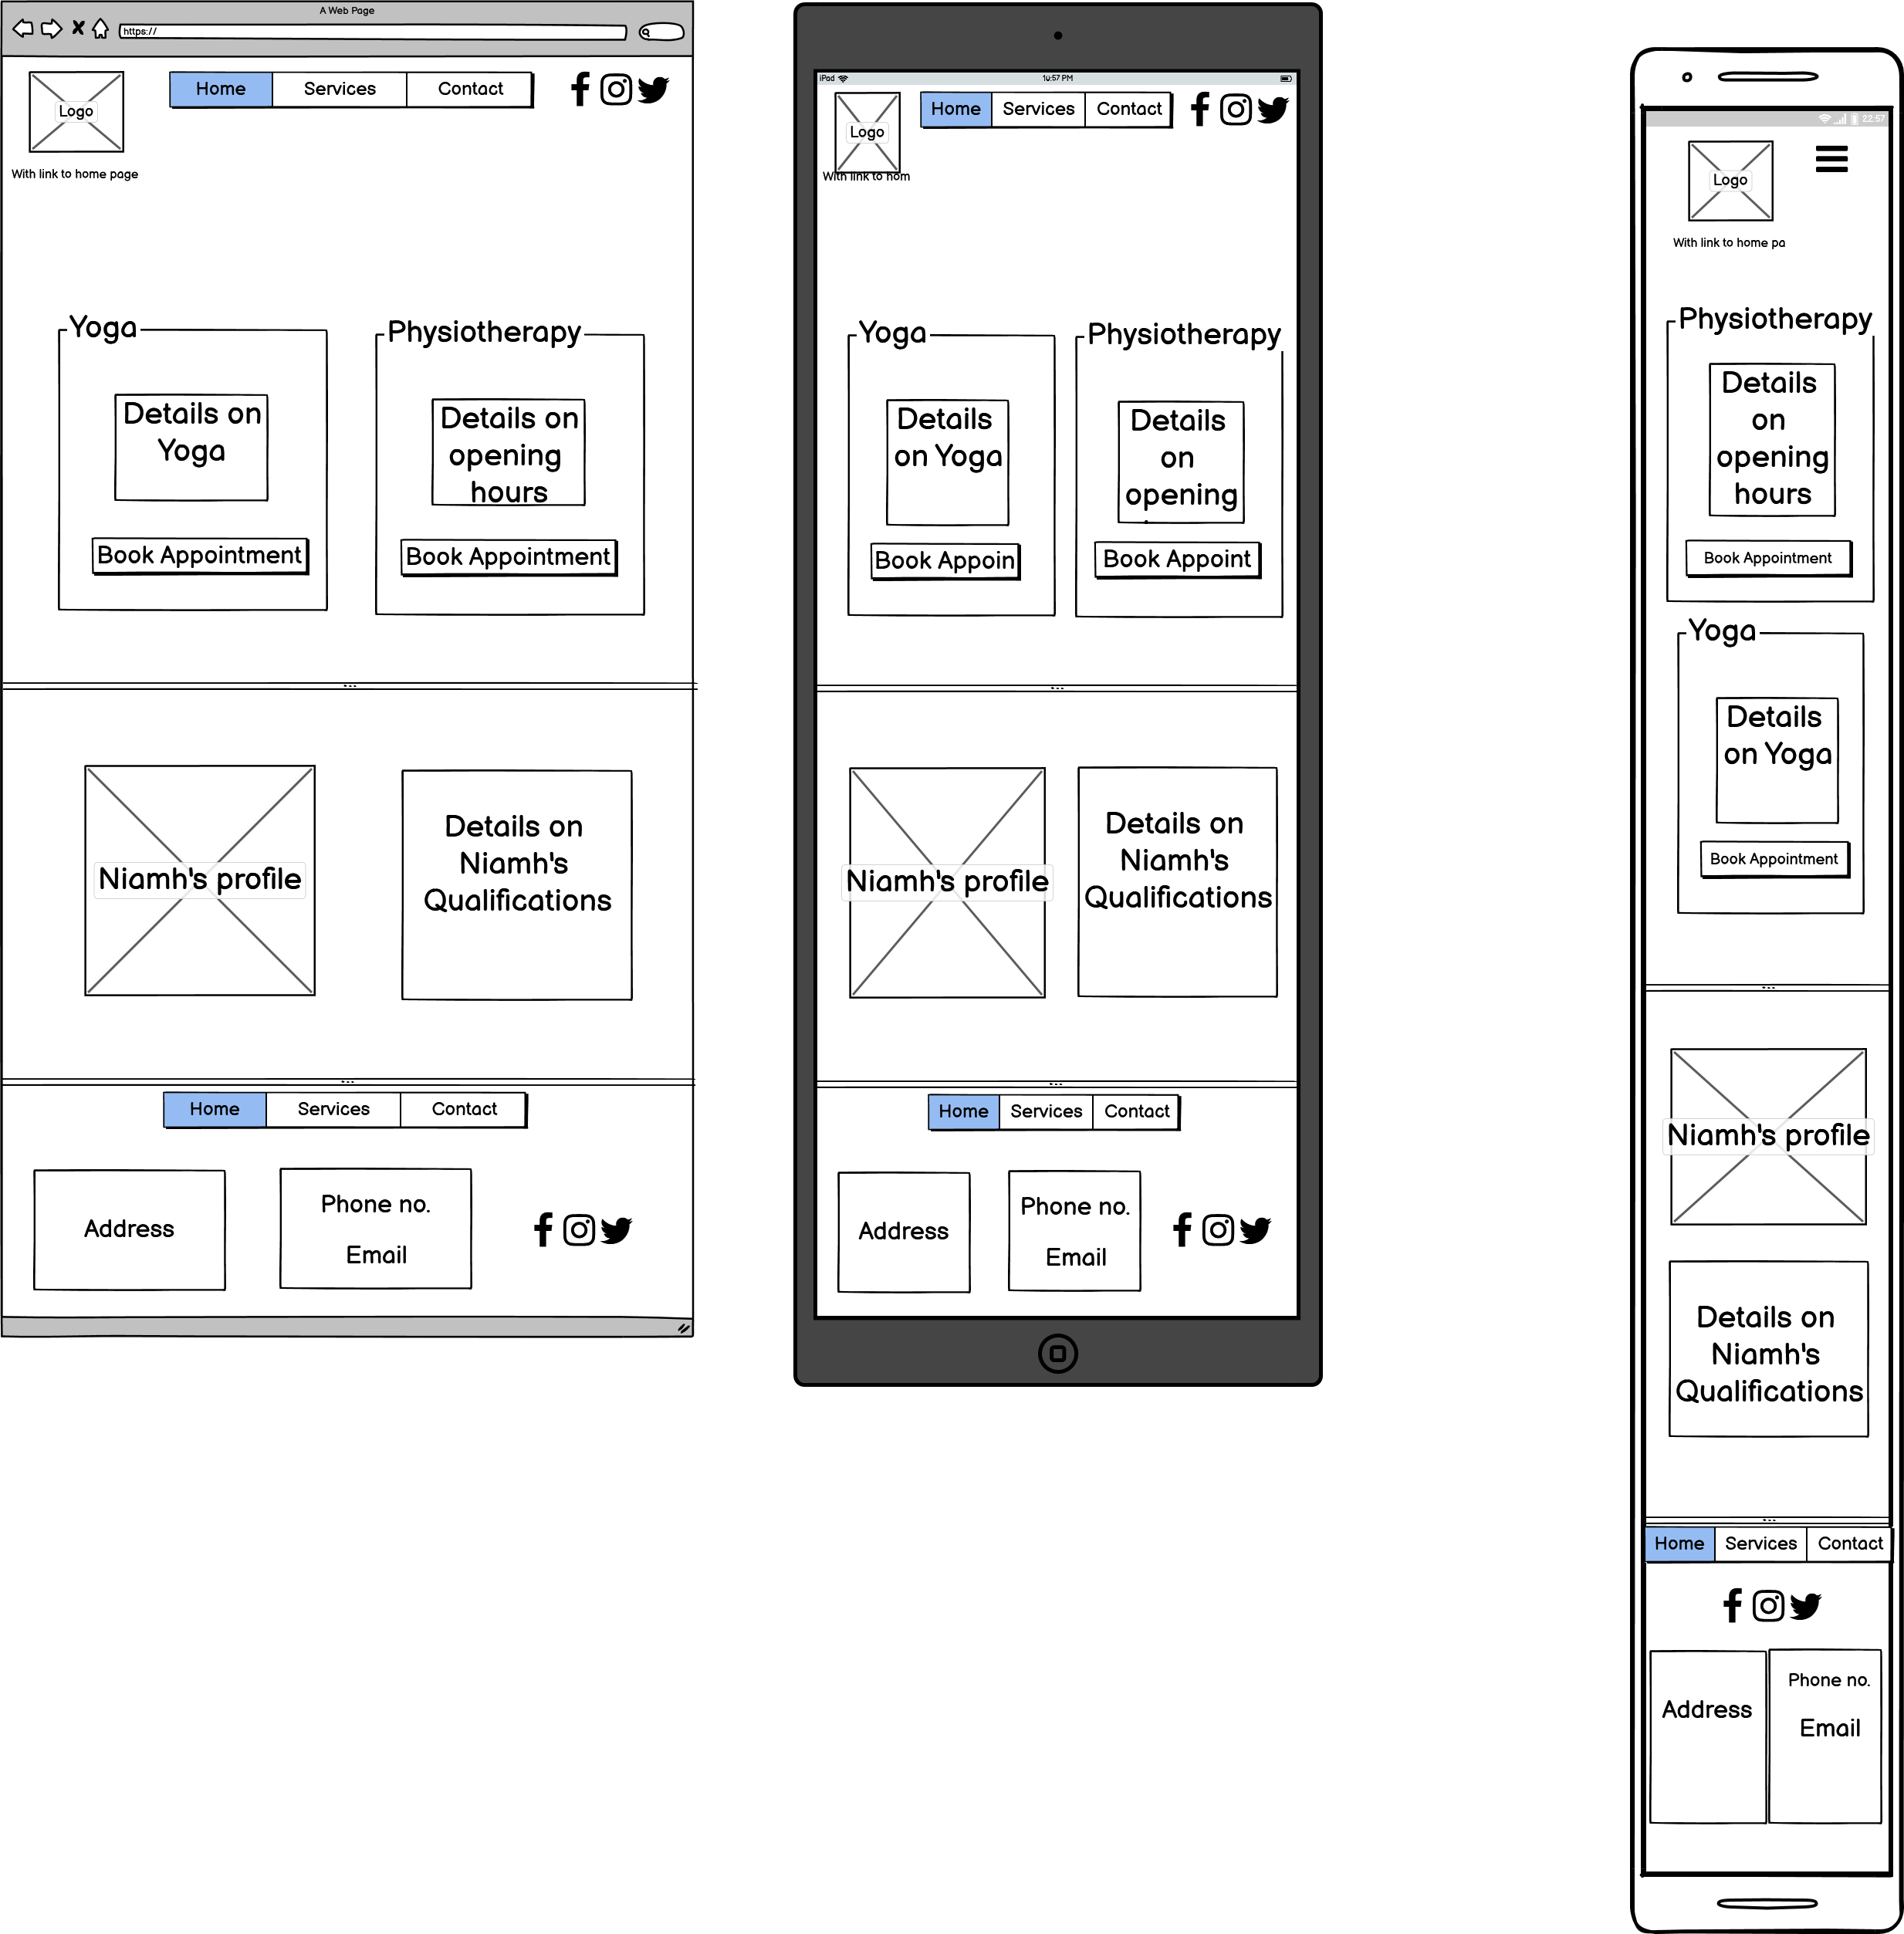 A Web Page
https://
Logo
Home Services Contact
With link to home page
Yoga
Details on
Yoga
Book Appointment
Physiotherapy
Details on
opening
hours
Book Appointment
Niamh's profile
Details on
Niamh's
Qualifications
Home Services Contact
Address
Phone no.
Email
iPad
Logo
Home Services Contact
With link to hom
Yoga
Details
on Yoga
Book Appoin
Physiotherapy
Details
on
opening
Book Appoint
Niamh's profile
Details on
Niamh's
Qualifications
Home Services Contact
Address
Phone no.
Email
22:57
Logo
With link to home pa
Physiotherapy
Details
on
opening
hours
Book Appointment
Yoga
Details
on Yoga
Book Appointment
Niamh's profile
Details on
Niamh's
Qualifications
Home Services Contact
Address
Phone no.
Email